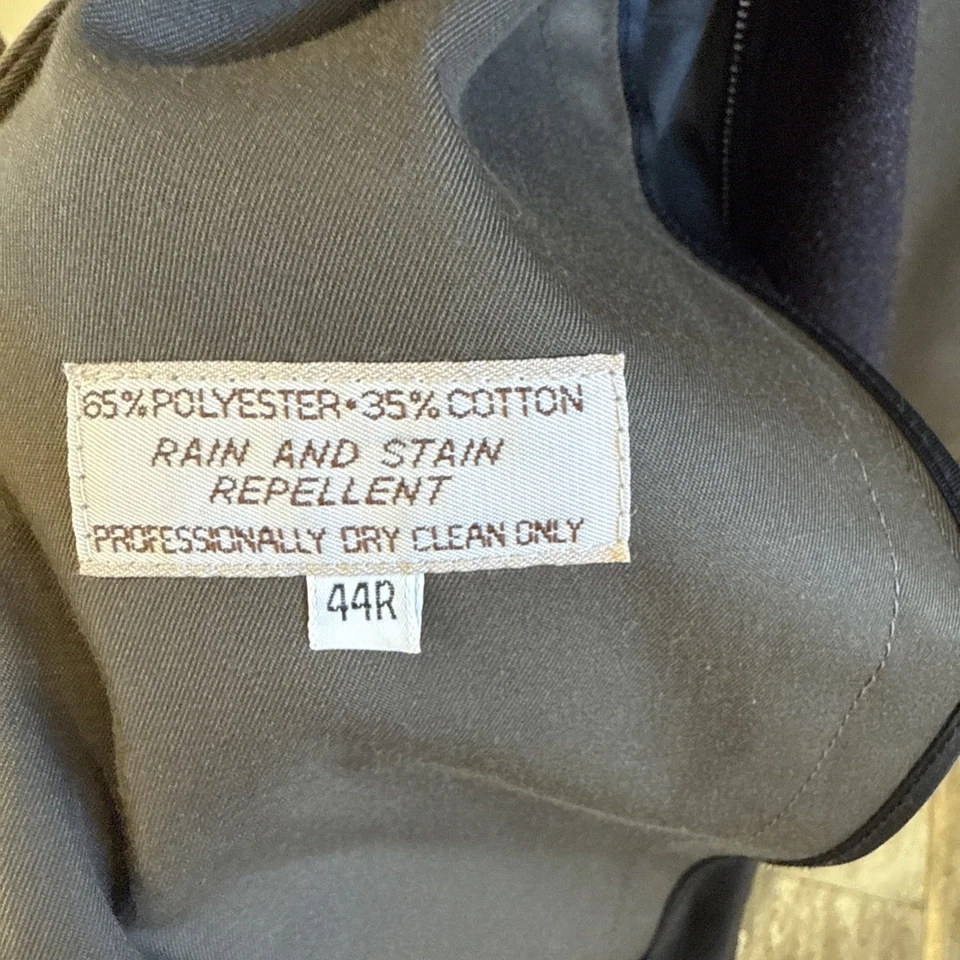 65% POLYESTER • 35% COTTON
RAIN AND STAIN
REPELLENT
PROFESSIONALLY DRY CLEAN ONLY
44R